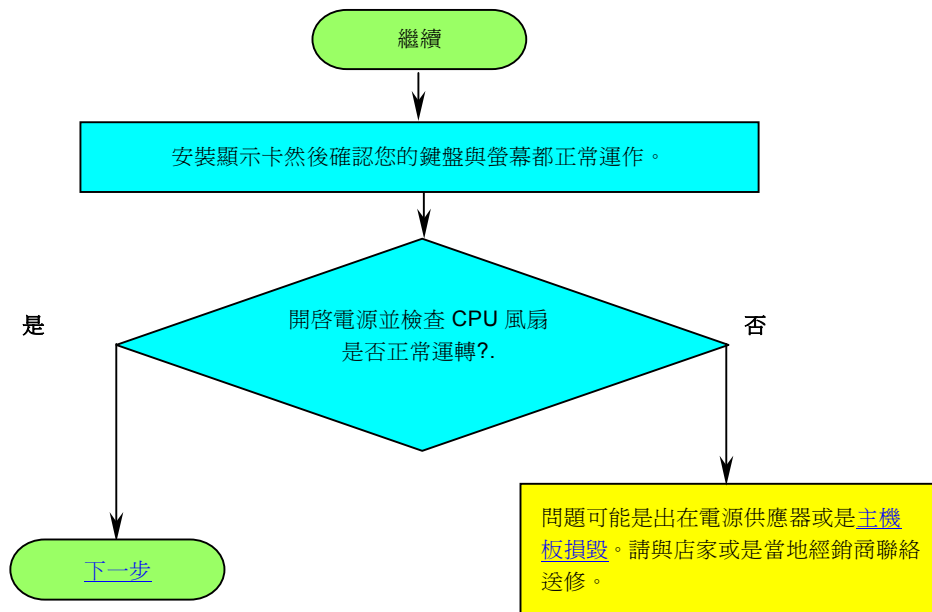 繼續
安裝顯示卡然後確認您的鍵盤與螢幕都正常運作。
是
開啓電源並檢查 CPU 風扇
是否正常運轉?.
否
問題可能是出在電源供應器或是主機
板損毀。請與店家或是當地經銷商聯絡
送修。
下一步